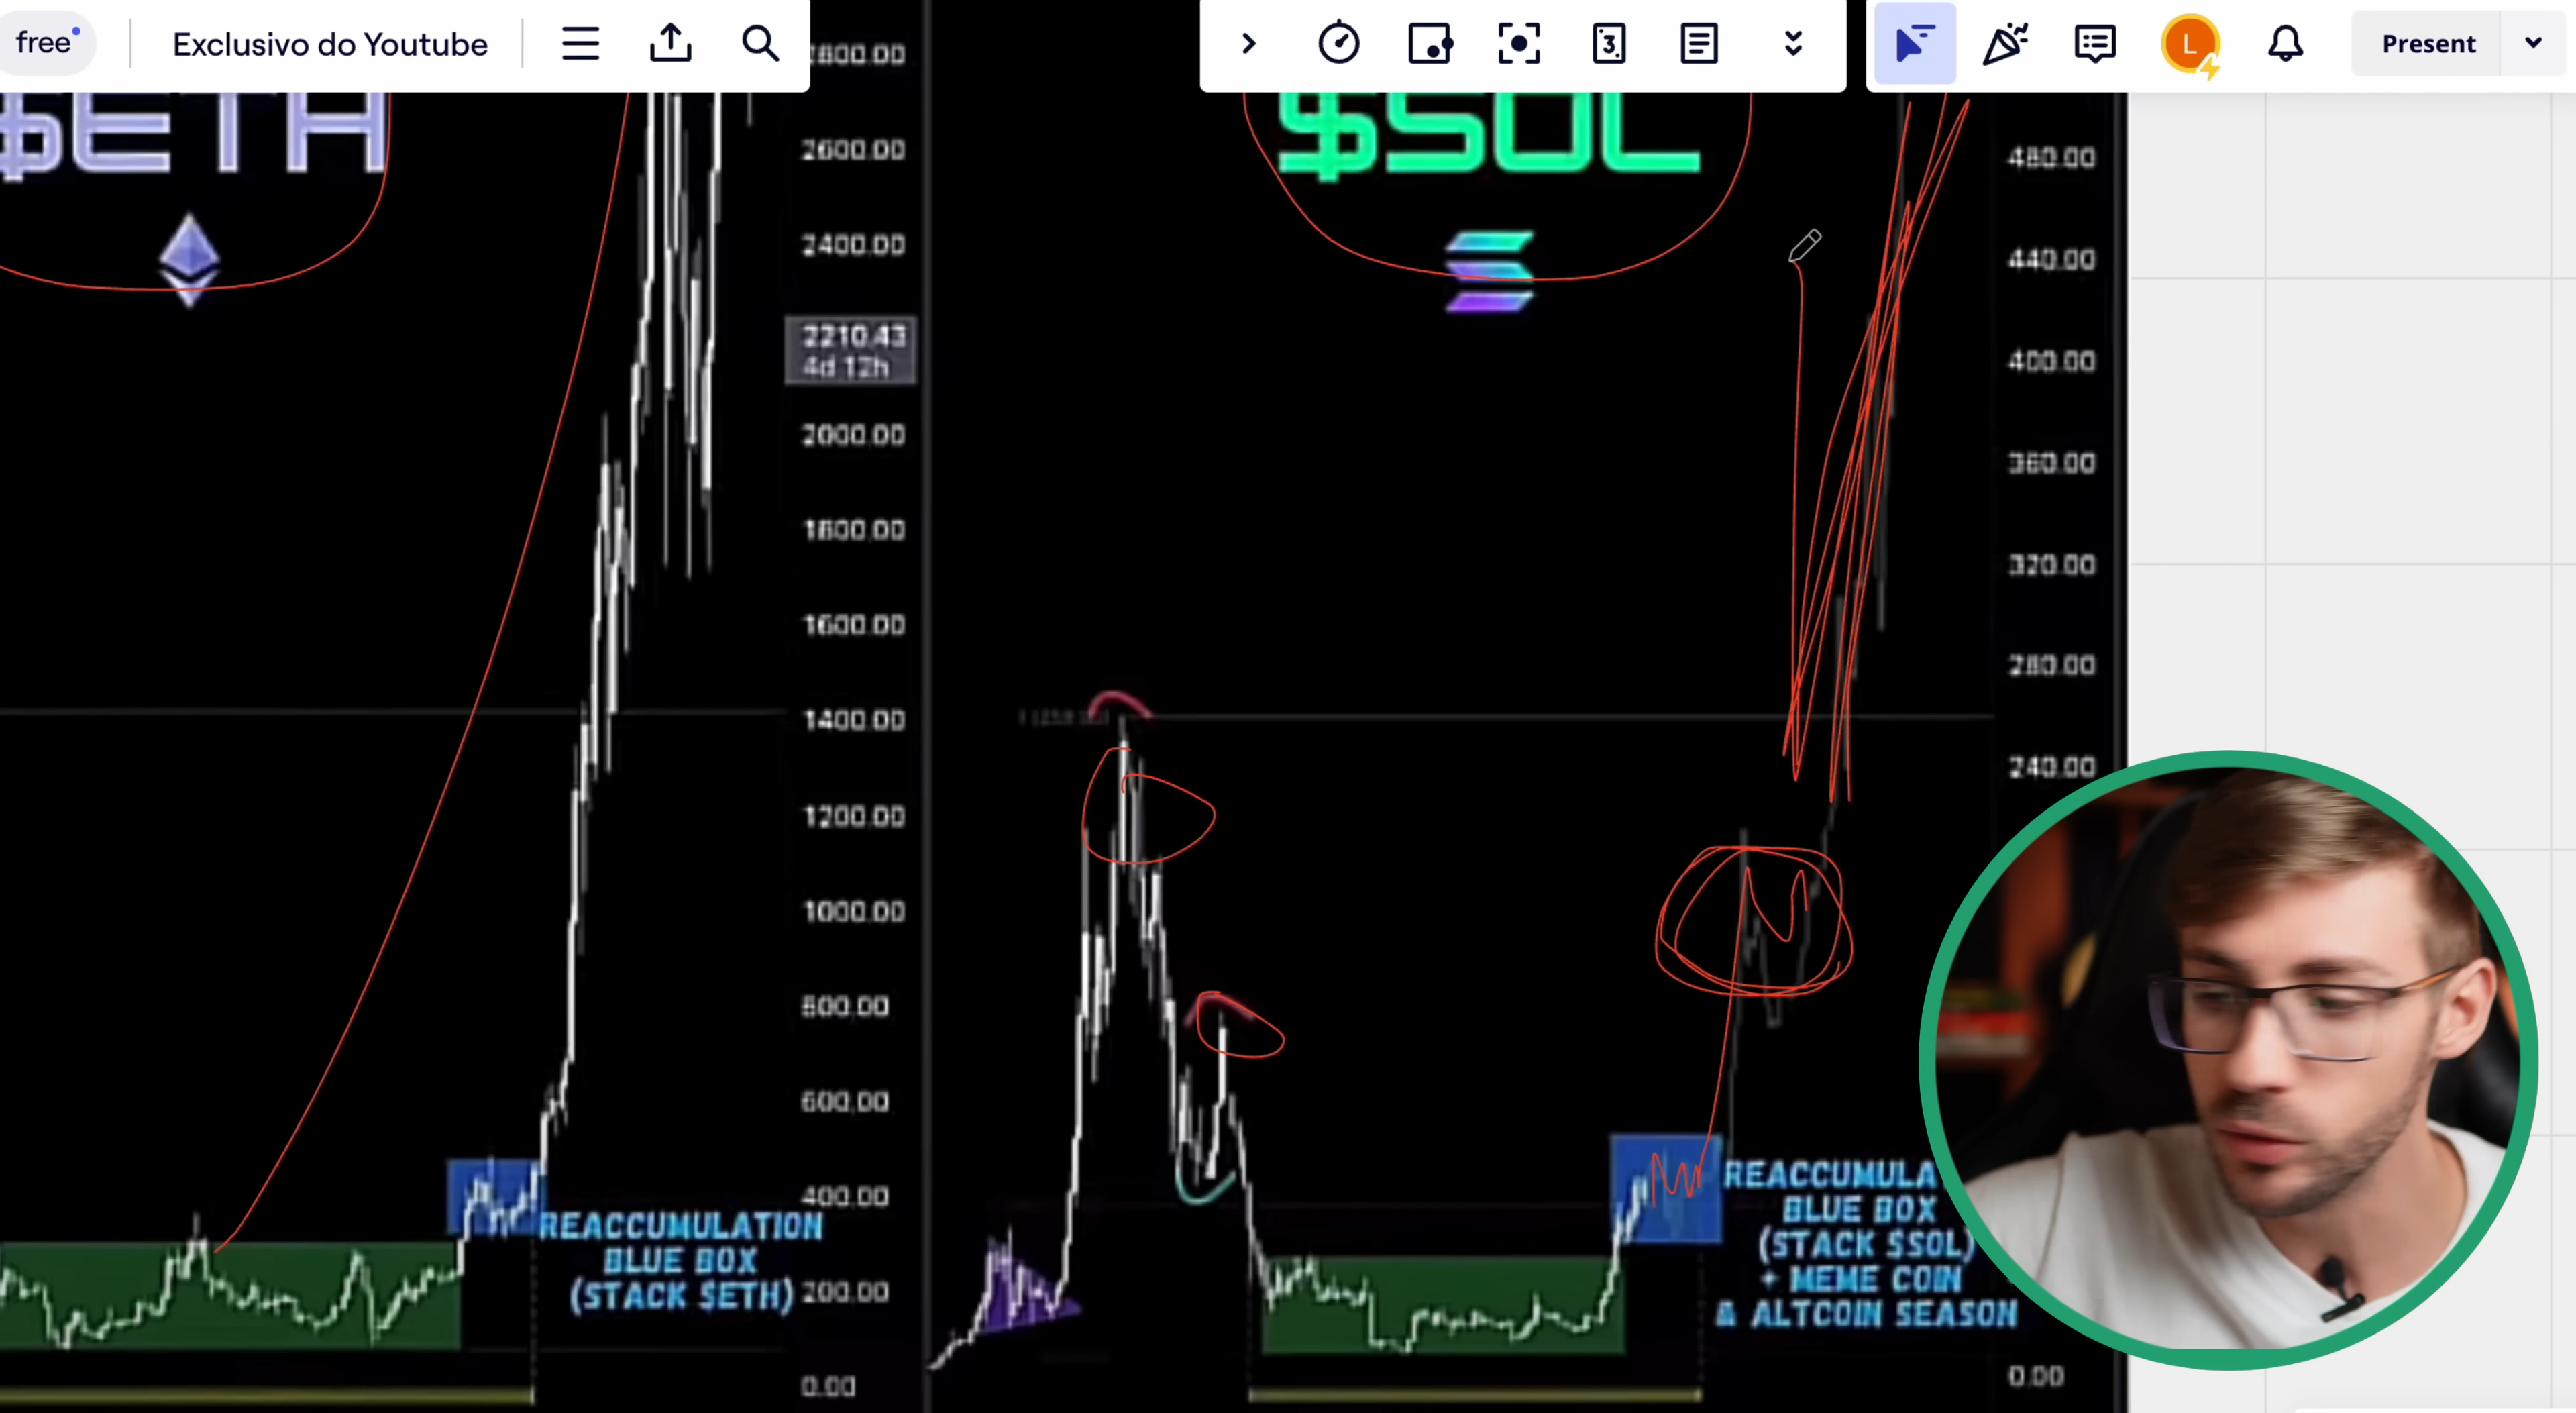 free
Exclusivo do Youtube
3
L
Present
$ETH
2600.00
2400.00
2210.43
4d 12h
2000.00
1800.00
1600.00
1400.00
1200.00
1000.00
800.00
600.00
400.00
200.00
0.00
REACCUMULATION
BLUE BOX
(STACK $ETH)
$SOL
480.00
440.00
400.00
360.00
320.00
280.00
240.00
0.00
REACCUMULA
BLUE BOX
(STACK $SOL)
+ MEME COIN
& ALTCOIN SEASON